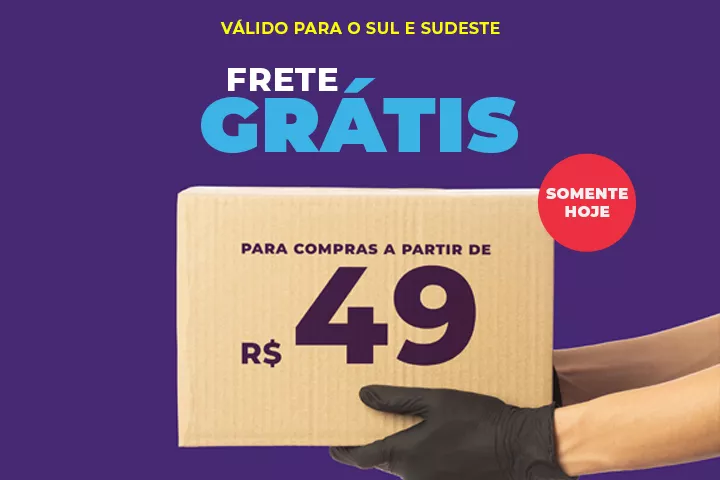 VÁLIDO PARA O SUL E SUDESTE
FRETE
GRÁTIS
SOMENTE
HOJE
PARA COMPRAS A PARTIR DE
R$ 49